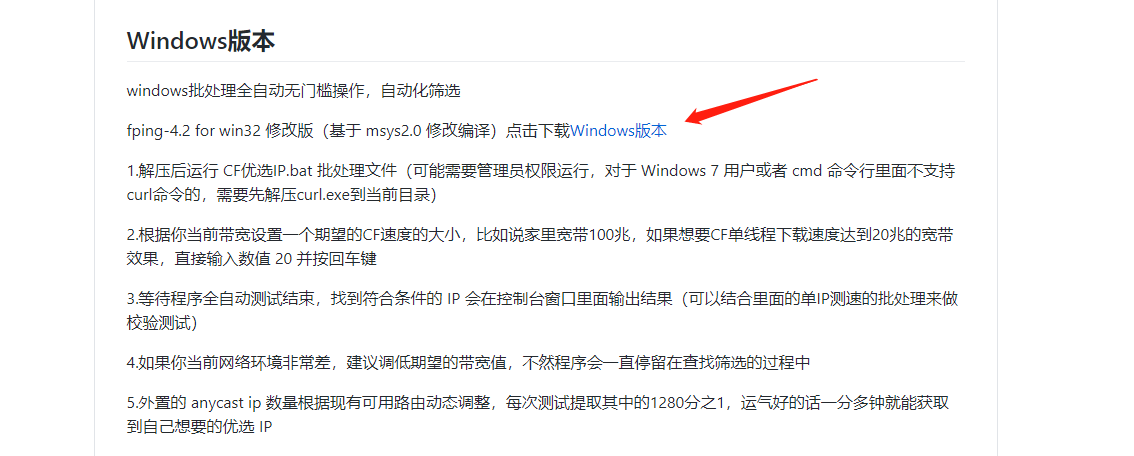 Windows版本
windows批处理全自动无门槛操作，自动化筛选
fping-4.2 for win32 修改版（基于 msys2.0 修改编译）点击下载Windows版本
1.解压后运行 CF优选IP.bat 批处理文件（可能需要管理员权限运行，对于 Windows 7 用户或者 cmd 命令行里面不支持
curl命令的，需要先解压curl.exe到当前目录）
2.根据你当前带宽设置一个期望的CF速度的大小，比如说家里宽带100兆，如果想要CF单线程下载速度达到20兆的宽带
效果，直接输入数值 20 并按回车键
3.等待程序全自动测试结束，找到符合条件的 IP 会在控制台窗口里面输出结果（可以结合里面的单IP测速的批处理来做
校验测试）
4.如果你当前网络环境非常差，建议调低期望的带宽值，不然程序会一直停留在查找筛选的过程中
5.外置的 anycast ip 数量根据现有可用路由动态调整，每次测试提取其中的1280分之1，运气好的话一分多钟就能获取
到自己想要的优选 IP